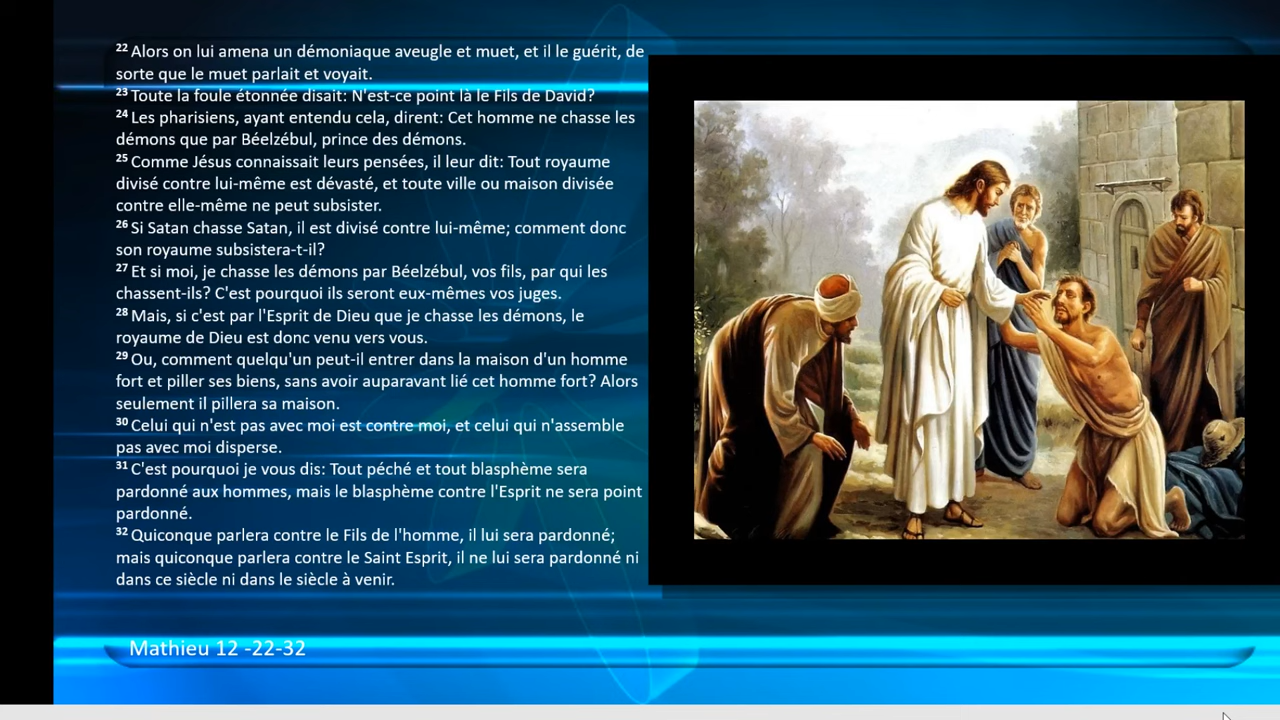 22 Alors on lui amena un démoniaque aveugle et muet, et il le guérit, de
sorte que le muet parlait et voyait.
23 Toute la foule étonnée disait: N'est-ce point là le Fils de David?
24 Les pharisiens, ayant entendu cela, dirent: Cet homme ne chasse les
démons que par Béelzébul, prince des démons.
25 Comme Jésus connaissait leurs pensées, il leur dit: Tout royaume
divisé contre lui-même est dévasté, et toute ville ou maison divisée
contre elle-même ne peut subsister.
26 Si Satan chasse Satan, il est divisé contre lui-même; comment donc
son royaume subsistera-t-il?
27 Et si moi, je chasse les démons par Béelzébul, vos fils, par qui les
chassent-ils? C'est pourquoi ils seront eux-mêmes vos juges.
28 Mais, si c'est par l'Esprit de Dieu que je chasse les démons, le
royaume de Dieu est donc venu vers vous.
29 Ou, comment quelqu'un peut-il entrer dans la maison d'un homme
fort et piller ses biens, sans avoir auparavant lié cet homme fort? Alors
seulement il pillera sa maison.
30 Celui qui n'est pas avec moi est contre moi, et celui qui n'assemble
pas avec moi disperse.
31 C'est pourquoi je vous dis: Tout péché et tout blasphème sera
pardonné aux hommes, mais le blasphème contre l'Esprit ne sera point
pardonné.
32 Quiconque parlera contre le Fils de l'homme, il lui sera pardonné;
mais quiconque parlera contre le Saint Esprit, il ne lui sera pardonné ni
dans ce siècle ni dans le siècle à venir.
Mathieu 12 -22-32